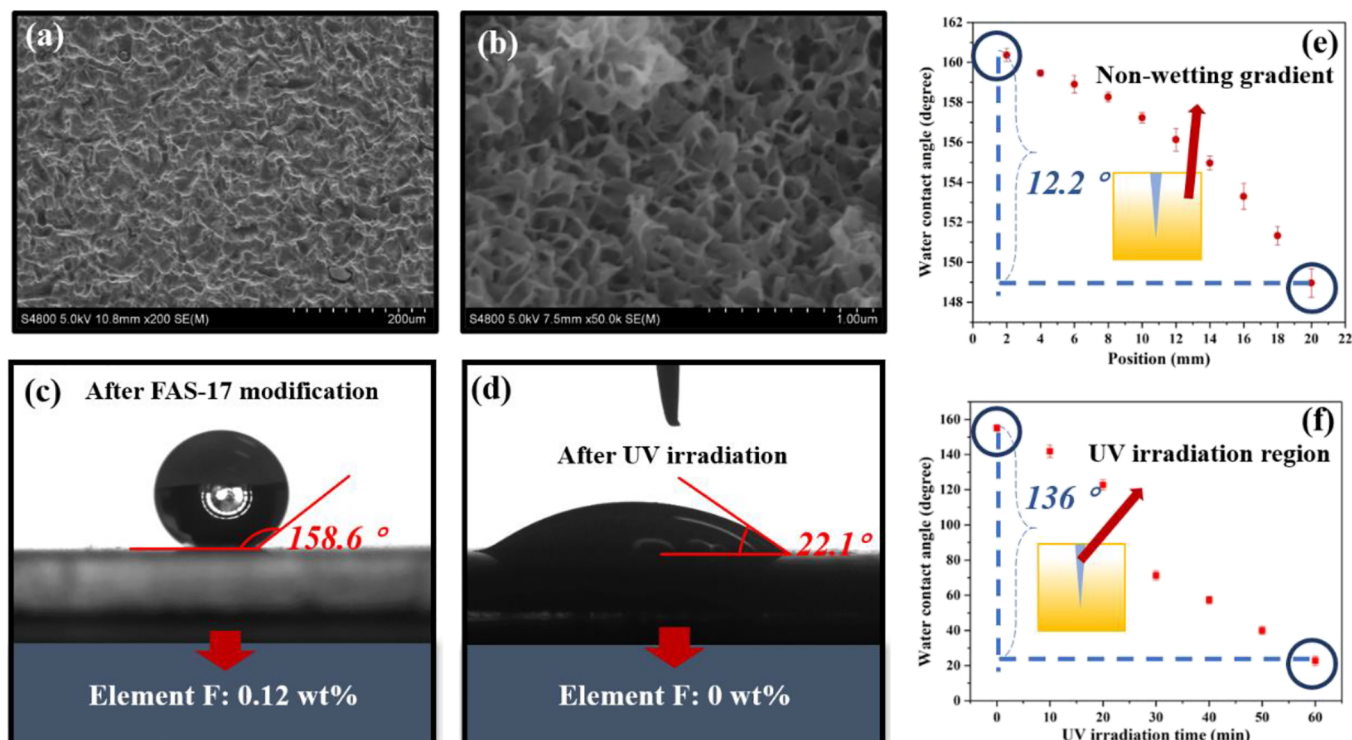 (a)
S4800 5.0kV 10.8mm x200 SE(M)
200um
(b)
S4800 5.0kV 7.5mm x50.0k SE(M)
1.00um
(c)
After FAS-17 modification
158.6 °
Element F: 0.12 wt%
(d)
After UV irradiation
22.1°
Element F: 0 wt%
(e)
Non-wetting gradient
12.2 °
Water contact angle (degree)
162
160
158
156
154
152
150
148
0 2 4 6 8 10 12 14 16 18 20 22
Position (mm)
(f)
UV irradiation region
136 °
Water contact angle (degree)
160
140
120
100
80
60
40
20
0
0 10 20 30 40 50 60
UV irradiation time (min)